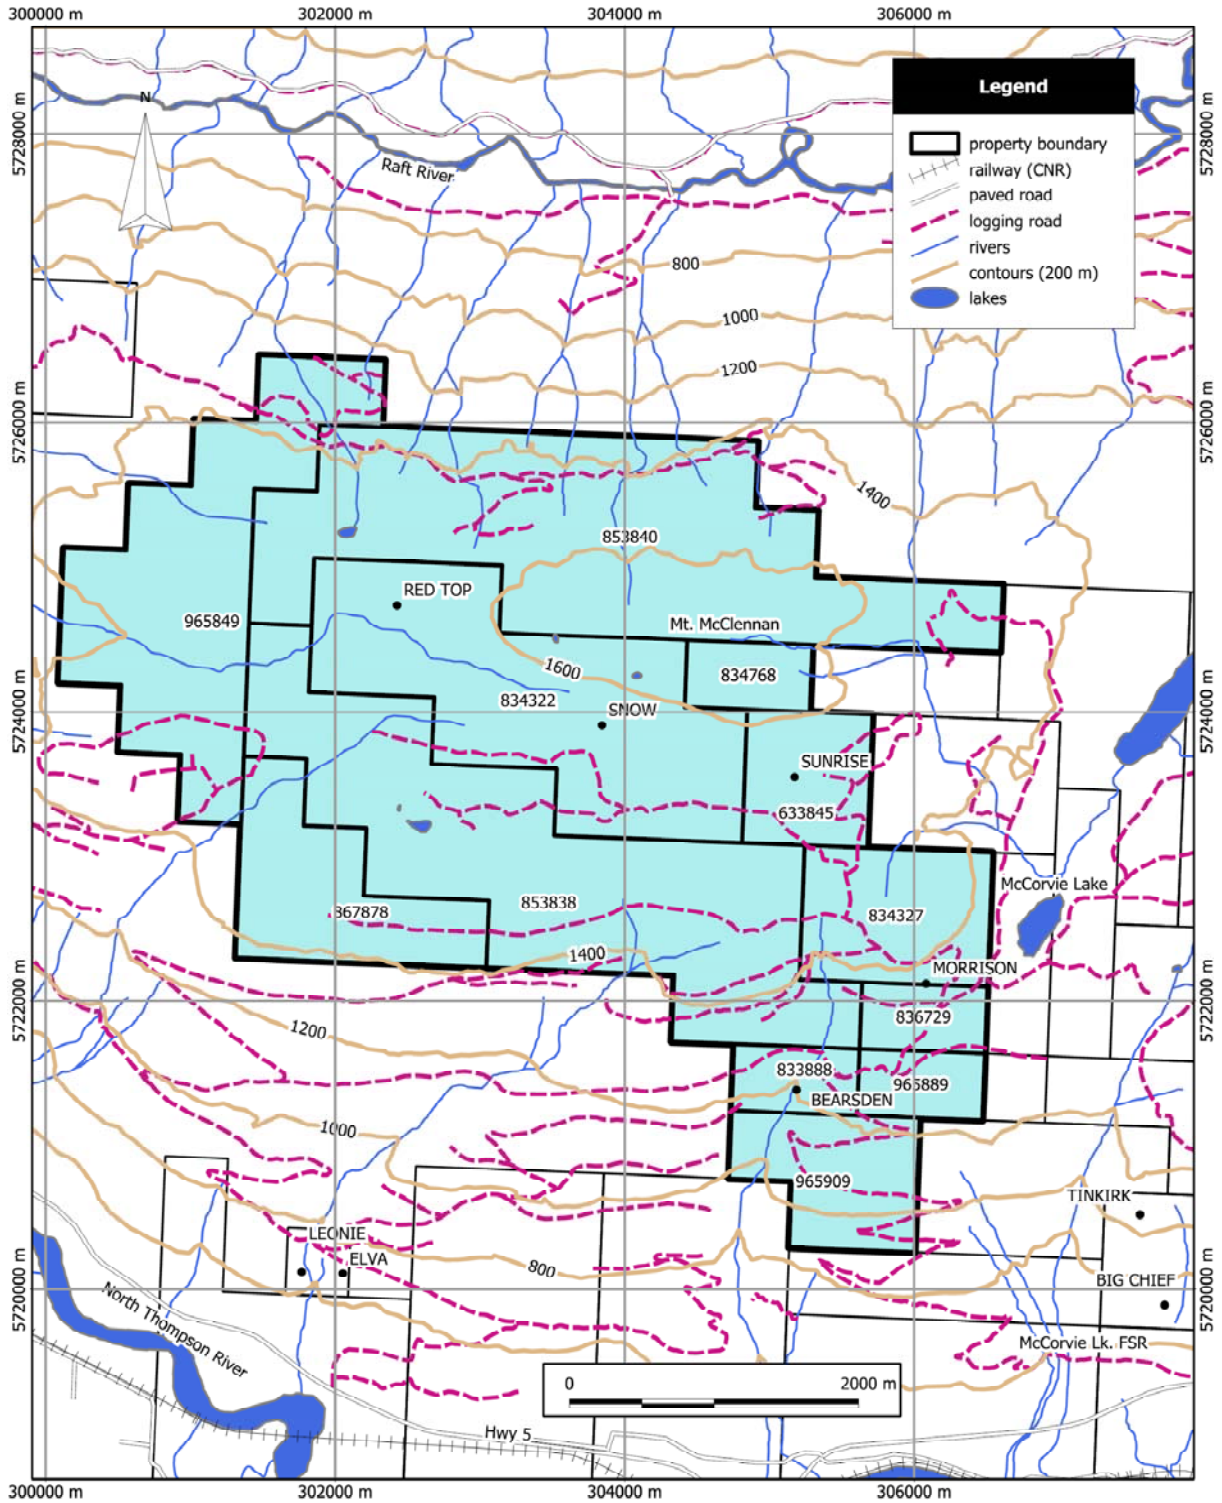 300000 m 302000 m 304000 m 306000 m
Legend
property boundary
railway (CNR)
paved road
logging road
rivers
contours (200 m)
lakes
N
5728000 m
5728000 m
Raft River
800
1000
1200
5726000 m
5726000 m
1400
853840
RED TOP
965849
Mt. McClennan
1600
834768
834322
SNOW
5724000 m
5724000 m
SUNRISE
633845
McCorvie Lake
867878
853838
834327
1400
MORRISON
5722000 m
5722000 m
836729
1200
833888
965889
BEARSDEN
1000
965909
TINKIRK
LEONIE
ELVA
800
BIG CHIEF
5720000 m
5720000 m
North Thompson River
McCorvie Lk. FSR
0 2000 m
Hwy 5
300000 m 302000 m 304000 m 306000 m